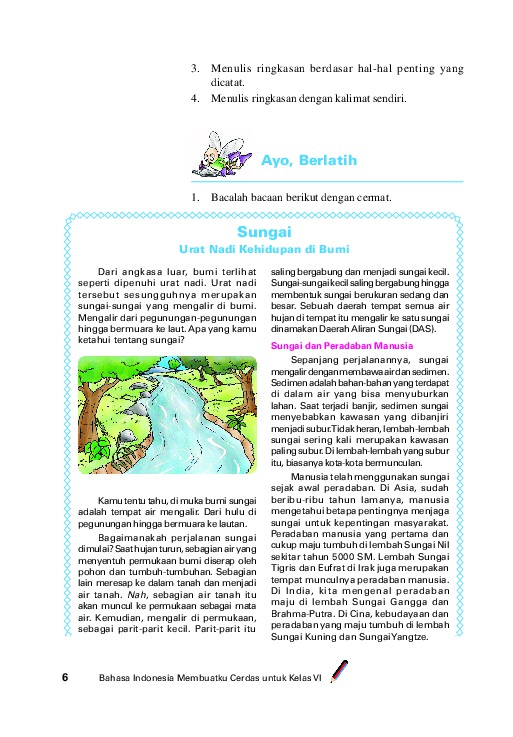 3. Menulis ringkasan berdasar hal-hal penting yang
dicatat.
4. Menulis ringkasan dengan kalimat sendiri.
Ayo, Berlatih
1. Bacalah bacaan berikut dengan cermat.
Sungai
Urat Nadi Kehidupan di Bumi
Dari angkasa luar, bumi terlihat
seperti dipenuhi urat nadi. Urat nadi
tersebut sesungguhnya merupakan
sungai-sungai yang mengalir di bumi.
Mengalir dari pegunungan-pegunungan
hingga bermuara ke laut. Apa yang kamu
ketahui tentang sungai?
Kamu tentu tahu, di muka bumi sungai
adalah tempat air mengalir. Dari hulu di
pegunungan hingga bermuara ke lautan.
Bagaimanakah perjalanan sungai
dimulai? Saat hujan turun, sebagian air yang
menyentuh permukaan bumi diserap oleh
pohon dan tumbuh-tumbuhan. Sebagian
lain meresap ke dalam tanah dan menjadi
air tanah. Nah, sebagian air tanah itu
akan muncul ke permukaan sebagai mata
air. Kemudian, mengalir di permukaan,
sebagai parit-parit kecil. Parit-parit itu
saling bergabung dan menjadi sungai kecil.
Sungai-sungai kecil saling bergabung hingga
membentuk sungai berukuran sedang dan
besar. Sebuah daerah tempat semua air
hujan di tempat itu mengalir ke satu sungai
dinamakan Daerah Aliran Sungai (DAS).
Sungai dan Peradaban Manusia
Sepanjang perjalanannya, sungai
mengalir dengan membawa air dan sedimen.
Sedimen adalah bahan-bahan yang terdapat
di dalam air yang bisa menyuburkan
lahan. Saat terjadi banjir, sedimen sungai
menyebabkan kawasan yang dibanjiri
menjadi subur. Tidak heran, lembah-lembah
sungai sering kali merupakan kawasan
paling subur. Di lembah-lembah yang subur
itu, biasanya kota-kota bermunculan.
Manusia telah menggunakan sungai
sejak awal peradaban. Di Asia, sudah
beribu-ribu tahun lamanya, manusia
mengetahui betapa pentingnya menjaga
sungai untuk kepentingan masyarakat.
Peradaban manusia yang pertama dan
cukup maju tumbuh di lembah Sungai Nil
sekitar tahun 5000 SM. Lembah Sungai
Tigris dan Eufrat di Irak juga merupakan
tempat munculnya peradaban manusia.
Di India, kita mengenal peradaban
maju di lembah Sungai Gangga dan
Brahma-Putra. Di Cina, kebudayaan dan
peradaban yang maju tumbuh di lembah
Sungai Kuning dan Sungai Yangtze.
6 Bahasa Indonesia Membuatku Cerdas untuk Kelas VI